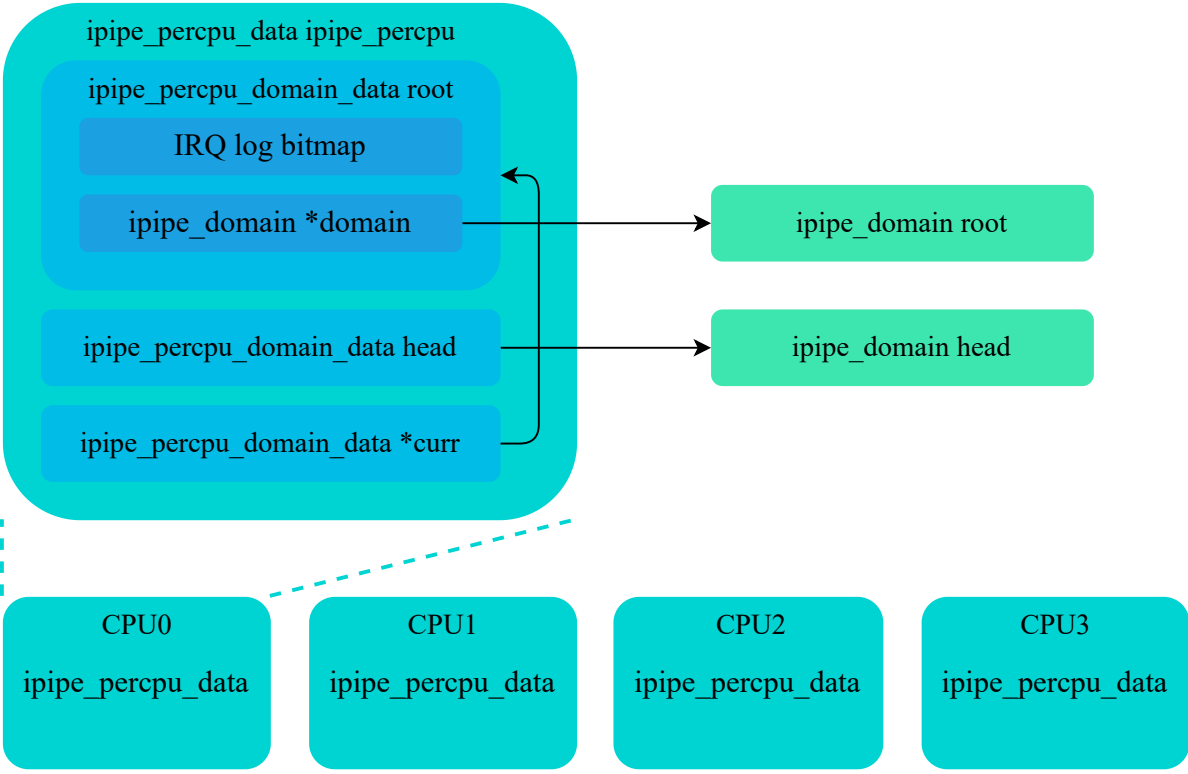 ipipe_percpu_data ipipe_percpu
ipipe_percpu_domain_data root
IRQ log bitmap
ipipe_domain *domain
ipipe_domain root
ipipe_percpu_domain_data head
ipipe_domain head
ipipe_percpu_domain_data *curr
CPU0
ipipe_percpu_data
CPU1
ipipe_percpu_data
CPU2
ipipe_percpu_data
CPU3
ipipe_percpu_data